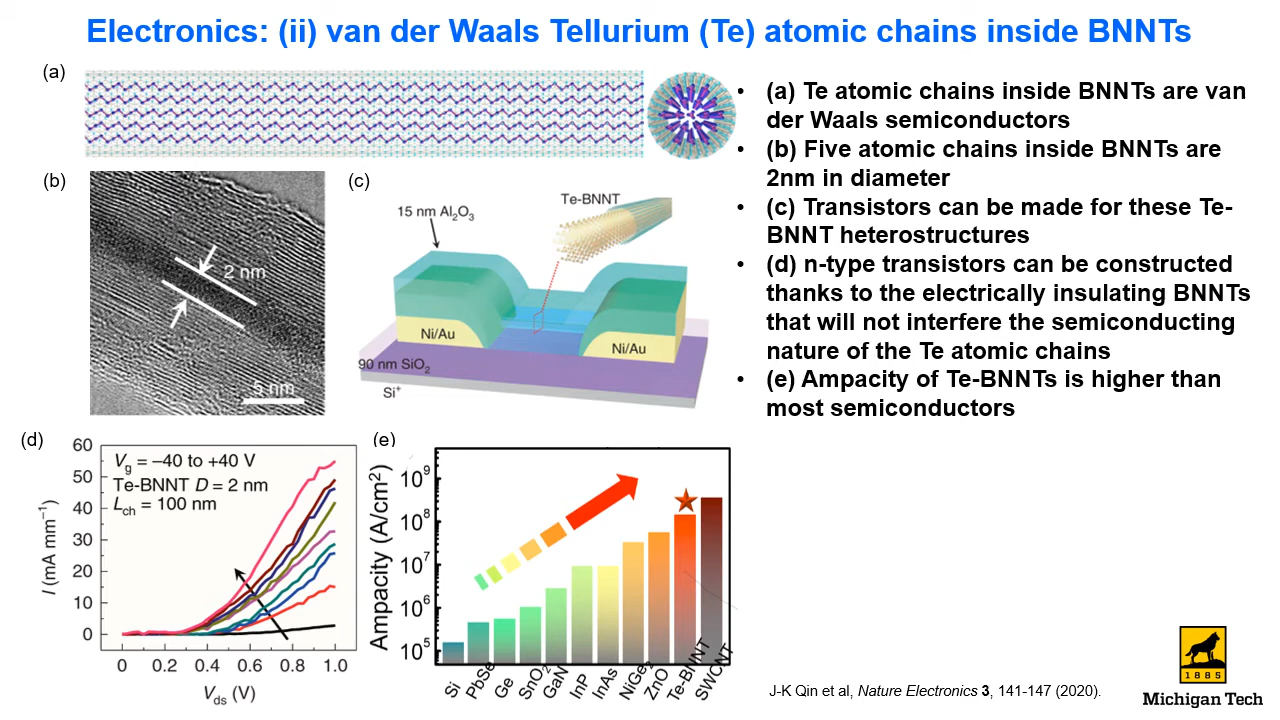 Electronics: (ii) van der Waals Tellurium (Te) atomic chains inside BNNTs
(a)
(b)
2 nm
5 nm
(c)
15 nm Al₂O₃
Te-BNNT
Ni/Au
Ni/Au
90 nm SiO₂
Si⁺
• (a) Te atomic chains inside BNNTs are van
der Waals semiconductors
• (b) Five atomic chains inside BNNTs are
2nm in diameter
• (c) Transistors can be made for these Te-
BNNT heterostructures
• (d) n-type transistors can be constructed
thanks to the electrically insulating BNNTs
that will not interfere the semiconducting
nature of the Te atomic chains
• (e) Ampacity of Te-BNNTs is higher than
most semiconductors
(d)
V_g = –40 to +40 V
Te-BNNT D = 2 nm
L_ch = 100 nm
I (mA mm⁻¹)
60
50
40
30
20
10
0
0 0.2 0.4 0.6 0.8 1.0
V_ds (V)
(e)
Ampacity (A/cm²)
10⁹
10⁸
10⁷
10⁶
10⁵
Si PbSe Ge SnO₂ GaN InP InAs NiGe₂ ZnO Te-BNNT SWCNT
J-K Qin et al, Nature Electronics 3, 141-147 (2020).
1885
Michigan Tech